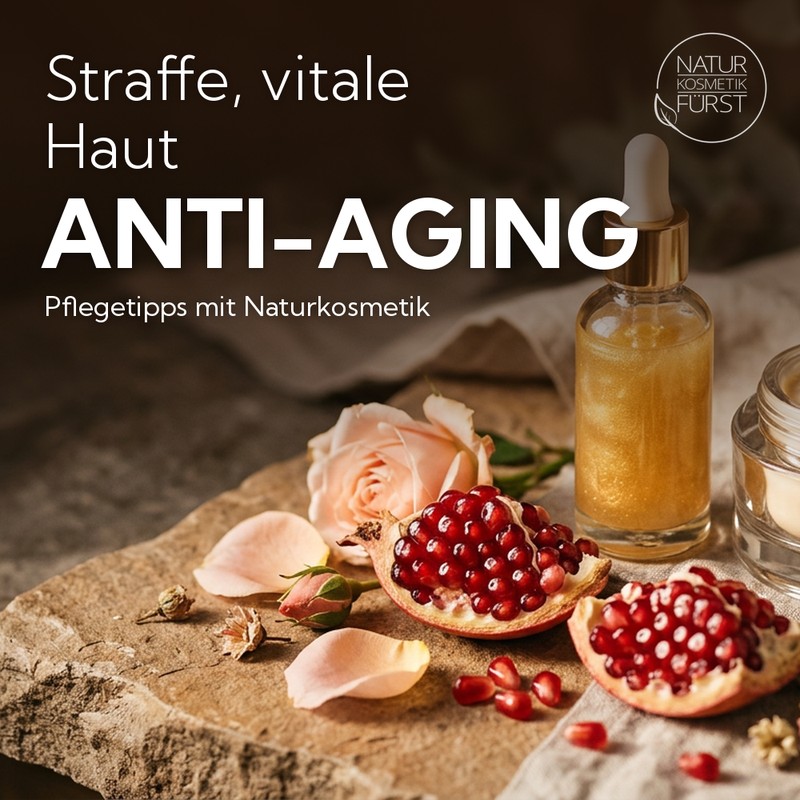 Straffe, vitale
Haut
ANTI-AGING
Pflegetipps mit Naturkosmetik
NATUR
KOSMETIK
FÜRST